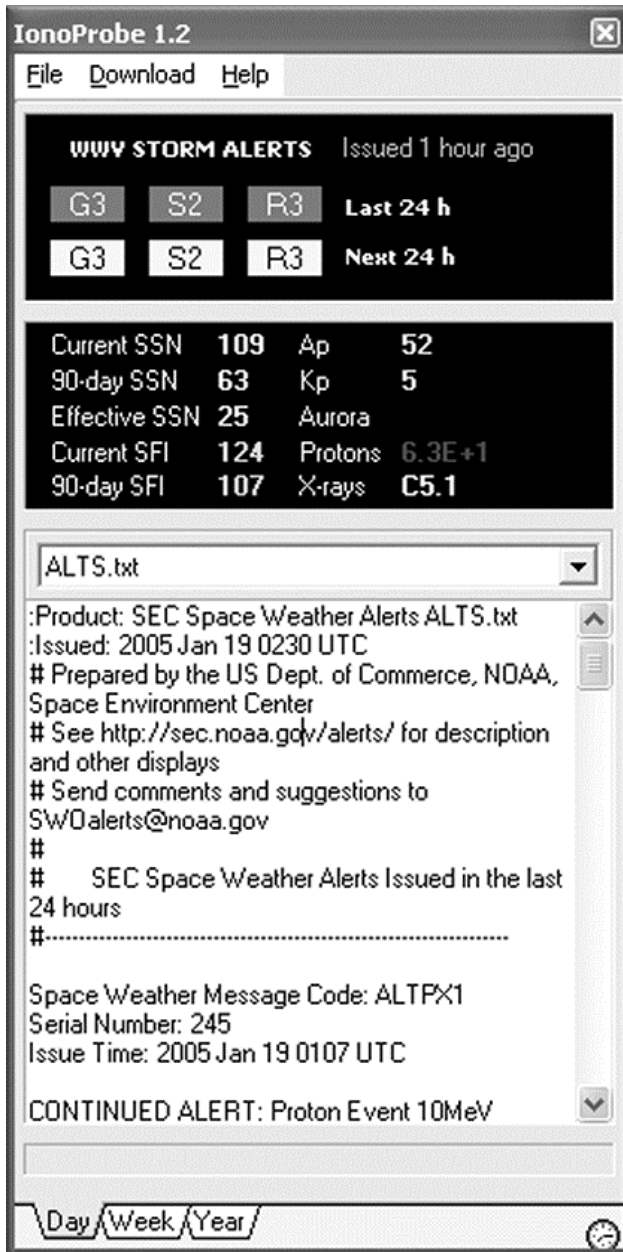 IonoProbe 1.2
File Download Help
WWV STORM ALERTS Issued 1 hour ago
G3 S2 R3 Last 24 h
G3 S2 R3 Next 24 h
Current SSN 109 Ap 52
90-day SSN 63 Kp 5
Effective SSN 25 Aurora
Current SFI 124 Protons 6.3E+1
90-day SFI 107 X-rays C5.1
ALTS.txt
:Product: SEC Space Weather Alerts ALTS.txt
:Issued: 2005 Jan 19 0230 UTC
# Prepared by the US Dept. of Commerce, NOAA,
Space Environment Center
# See http://sec.noaa.gov/alerts/ for description
and other displays
# Send comments and suggestions to
SWOalerts@noaa.gov
#
# SEC Space Weather Alerts Issued in the last
24 hours
#--------------------------------------------------------------------
Space Weather Message Code: ALTPX1
Serial Number: 245
Issue Time: 2005 Jan 19 0107 UTC
CONTINUED ALERT: Proton Event 10MeV
Day Week Year